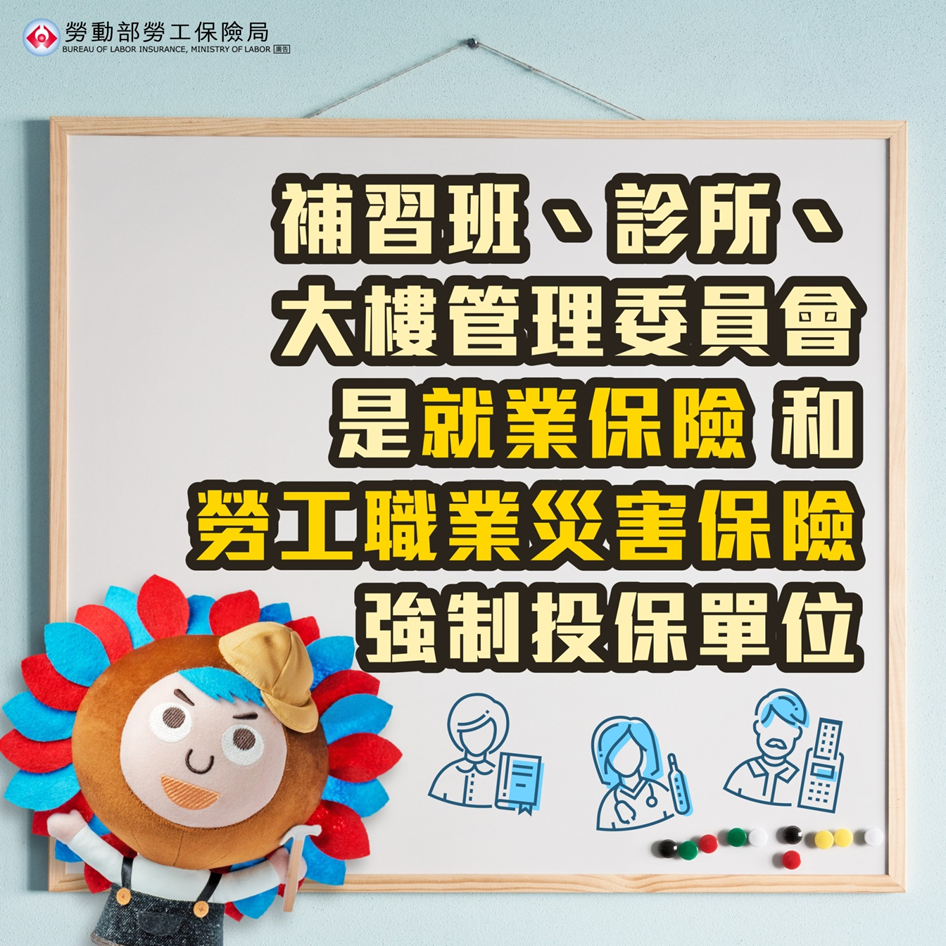 勞動部勞工保險局
BUREAU OF LABOR INSURANCE, MINISTRY OF LABOR 廣告
補習班、診所、
大樓管理委員會
是就業保險 和
勞工職業災害保險
強制投保單位